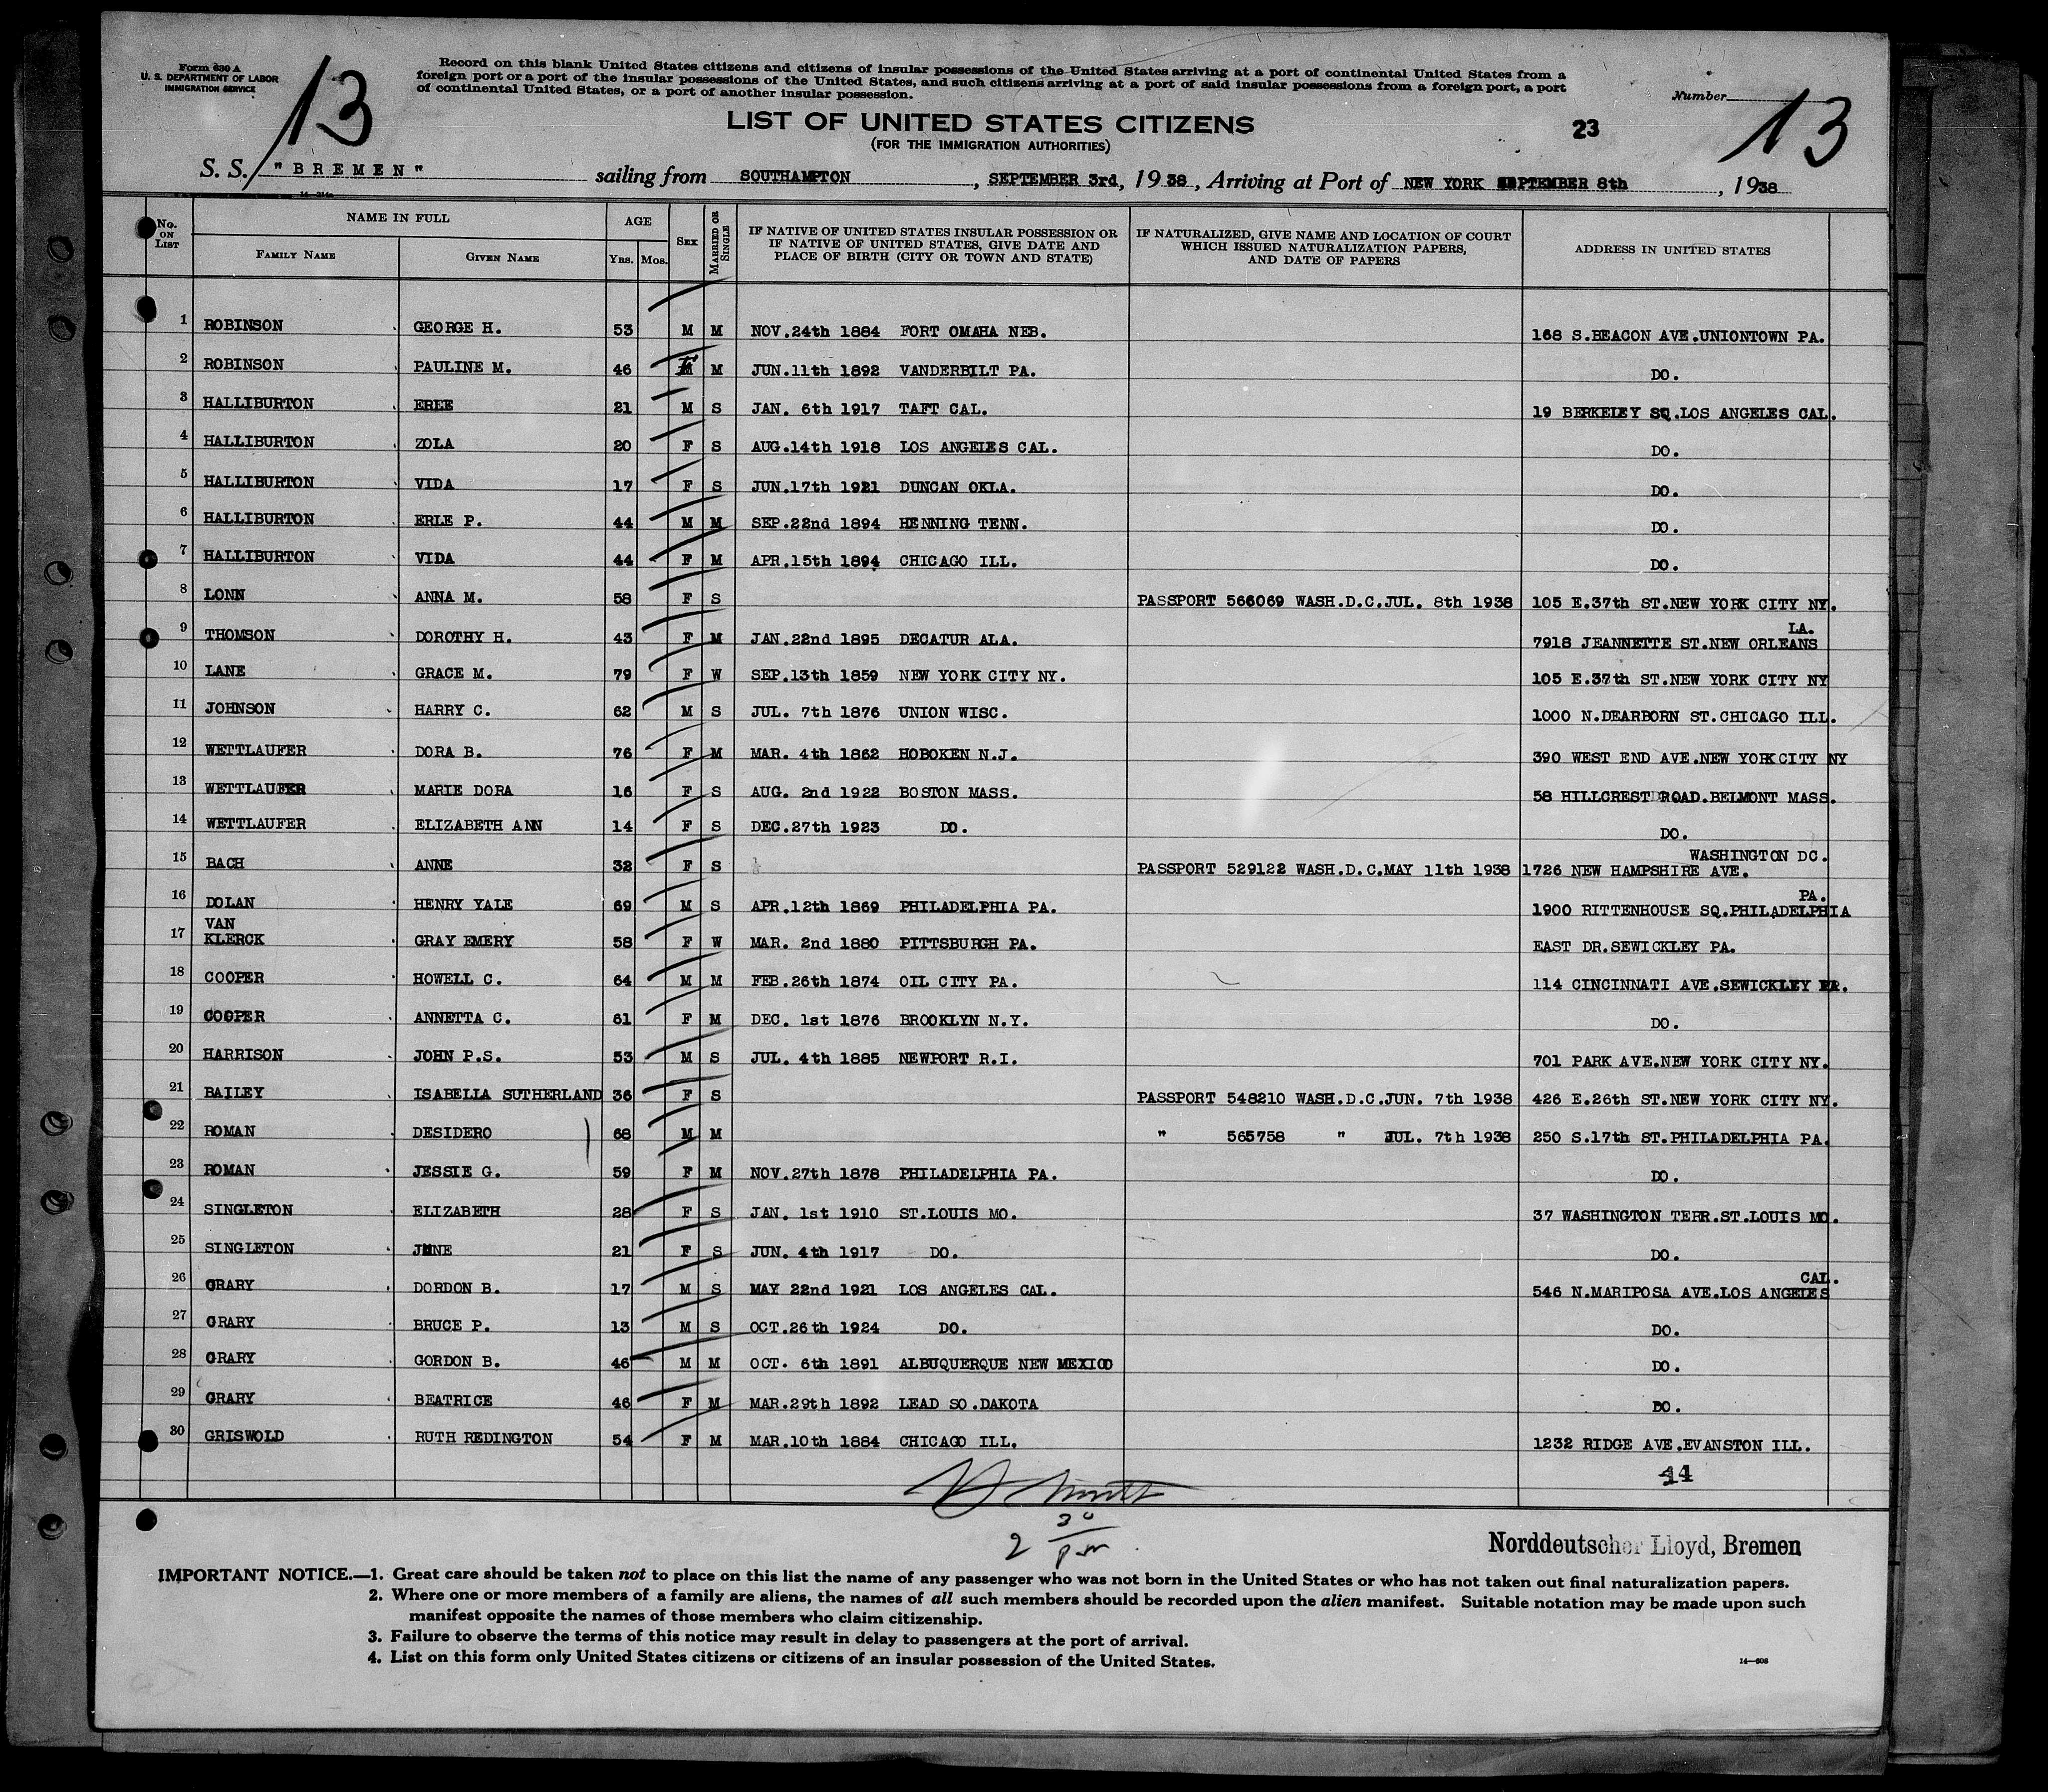 Form 630 A
U. S. DEPARTMENT OF LABOR
IMMIGRATION SERVICE
13
Record on this blank United States citizens and citizens of insular possessions of the United States arriving at a port of continental United States from a
foreign port or a port of the insular possessions of the United States, and such citizens arriving at a port of said insular possessions from a foreign port, a port
of continental United States, or a port of another insular possession.
Number
LIST OF UNITED STATES CITIZENS
(FOR THE IMMIGRATION AUTHORITIES)
23
13
S. S. "BREMEN" sailing from SOUTHAMPTON, SEPTEMBER 3rd, 1938, Arriving at Port of NEW YORK SEPTEMBER 8th, 1938
No. ON LIST NAME IN FULL FAMILY NAME GIVEN NAME AGE YRS. MOS. SEX MARRIED OR SINGLE IF NATIVE OF UNITED STATES INSULAR POSSESSION OR IF NATIVE OF UNITED STATES, GIVE DATE AND PLACE OF BIRTH (CITY OR TOWN AND STATE) IF NATURALIZED, GIVE NAME AND LOCATION OF COURT WHICH ISSUED NATURALIZATION PAPERS, AND DATE OF PAPERS ADDRESS IN UNITED STATES
1 ROBINSON GEORGE H. 53 M M NOV.24th 1884 FORT OMAHA NEB. 168 S.BEACON AVE.UNIONTOWN PA.
2 ROBINSON PAULINE M. 46 F M JUN.11th 1892 VANDERBILT PA. DO.
3 HALLIBURTON EREE 21 M S JAN. 6th 1917 TAFT CAL. 19 BERKELEY SQ.LOS ANGELES CAL.
4 HALLIBURTON ZOLA 20 F S AUG.14th 1918 LOS ANGELES CAL. DO.
5 HALLIBURTON VIDA 17 F S JUN.17th 1921 DUNCAN OKLA. DO.
6 HALLIBURTON ERLE P. 44 M M SEP.22nd 1894 HENNING TENN. DO.
7 HALLIBURTON VIDA 44 F M APR.15th 1894 CHICAGO ILL. DO.
8 LONN ANNA M. 58 F S PASSPORT 566069 WASH.D.C.JUL. 8th 1938 105 E.37th ST.NEW YORK CITY NY.
9 THOMSON DOROTHY H. 43 F M JAN.22nd 1895 DECATUR ALA. 7918 JEANNETTE ST.NEW ORLEANS LA.
10 LANE GRACE M. 79 F W SEP.13th 1859 NEW YORK CITY NY. 105 E.37th ST.NEW YORK CITY NY
11 JOHNSON HARRY C. 62 M S JUL. 7th 1876 UNION WISC. 1000 N.DEARBORN ST.CHICAGO ILL.
12 WETTLAUFER DORA B. 76 F M MAR. 4th 1862 HOBOKEN N.J. 390 WEST END AVE.NEW YORK CITY NY
13 WETTLAUFER MARIE DORA 16 F S AUG. 2nd 1922 BOSTON MASS. 58 HILLCREST ROAD.BELMONT MASS.
14 WETTLAUFER ELIZABETH ANN 14 F S DEC.27th 1923 DO. DO.
15 BACH ANNE 32 F S PASSPORT 529122 WASH.D.C.MAY 11th 1938 1726 NEW HAMPSHIRE AVE. WASHINGTON DC.
16 DOLAN HENRY YALE 69 M S APR.12th 1869 PHILADELPHIA PA. 1900 RITTENHOUSE SQ.PHILADELPHIA PA.
17 VAN KLERCK GRAY EMERY 58 F W MAR. 2nd 1880 PITTSBURGH PA. EAST DR.SEWICKLEY PA.
18 COOPER HOWELL C. 64 M M FEB.26th 1874 OIL CITY PA. 114 CINCINNATI AVE.SEWICKLEY PA.
19 COOPER ANNETTA C. 61 F M DEC. 1st 1876 BROOKLYN N.Y. DO.
20 HARRISON JOHN P.S. 53 M S JUL. 4th 1885 NEWPORT R.I. 701 PARK AVE.NEW YORK CITY NY.
21 BAILEY ISABELLA SUTHERLAND 36 F S PASSPORT 548210 WASH.D.C.JUN. 7th 1938 426 E.26th ST.NEW YORK CITY NY.
22 ROMAN DESIDERO 68 M M " 565758 " JUL. 7th 1938 250 S.17th ST.PHILADELPHIA PA.
23 ROMAN JESSIE G. 59 F M NOV.27th 1878 PHILADELPHIA PA. DO.
24 SINGLETON ELIZABETH 28 F S JAN. 1st 1910 ST.LOUIS MO. 37 WASHINGTON TERR.ST.LOUIS MO.
25 SINGLETON 21 F S JUN. 4th 1917 DO. DO.
26 CRARY DORDON B. 17 M S MAY 22nd 1921 LOS ANGELES CAL. 546 N.MARIPOSA AVE.LOS ANGELES CAL.
27 CRARY BRUCE P. 13 M S OCT.26th 1924 DO. DO.
28 CRARY GORDON B. 46 M M OCT. 6th 1891 ALBUQUERQUE NEW MEXICO DO.
29 CRARY BEATRICE 46 F M MAR.29th 1892 LEAD SO.DAKOTA DO.
30 GRISWOLD RUTH REDINGTON 54 F M MAR.10th 1884 CHICAGO ILL. 1232 RIDGE AVE.EVANSTON ILL.
14
2 30 pm
Norddeutscher Lloyd, Bremen
IMPORTANT NOTICE.—1. Great care should be taken not to place on this list the name of any passenger who was not born in the United States or who has not taken out final naturalization papers.
2. Where one or more members of a family are aliens, the names of all such members should be recorded upon the alien manifest. Suitable notation may be made upon such
manifest opposite the names of those members who claim citizenship.
3. Failure to observe the terms of this notice may result in delay to passengers at the port of arrival.
4. List on this form only United States citizens or citizens of an insular possession of the United States.
14—608